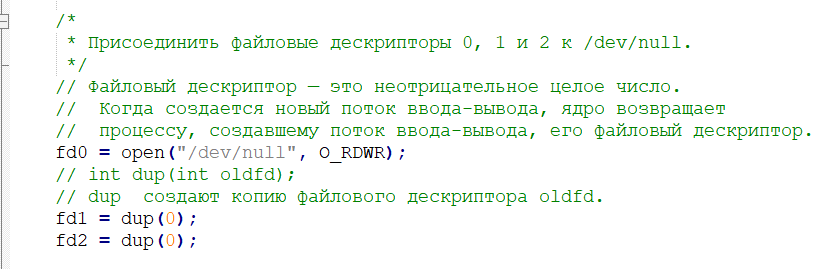 /*
* Присоединить файловые дескрипторы 0, 1 и 2 к /dev/null.
*/
// Файловый дескриптор — это неотрицательное целое число.
//  Когда создается новый поток ввода-вывода, ядро возвращает
//  процессу, создавшему поток ввода-вывода, его файловый дескриптор.
fd0 = open("/dev/null", O_RDWR);
// int dup(int oldfd);
// dup  создают копию файлового дескриптора oldfd.
fd1 = dup(0);
fd2 = dup(0);